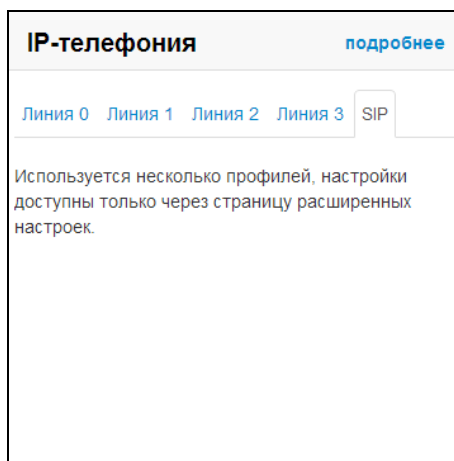 IP-телефония подробнее
Линия 0 Линия 1 Линия 2 Линия 3 SIP
Используется несколько профилей, настройки
доступны только через страницу расширенных
настроек.